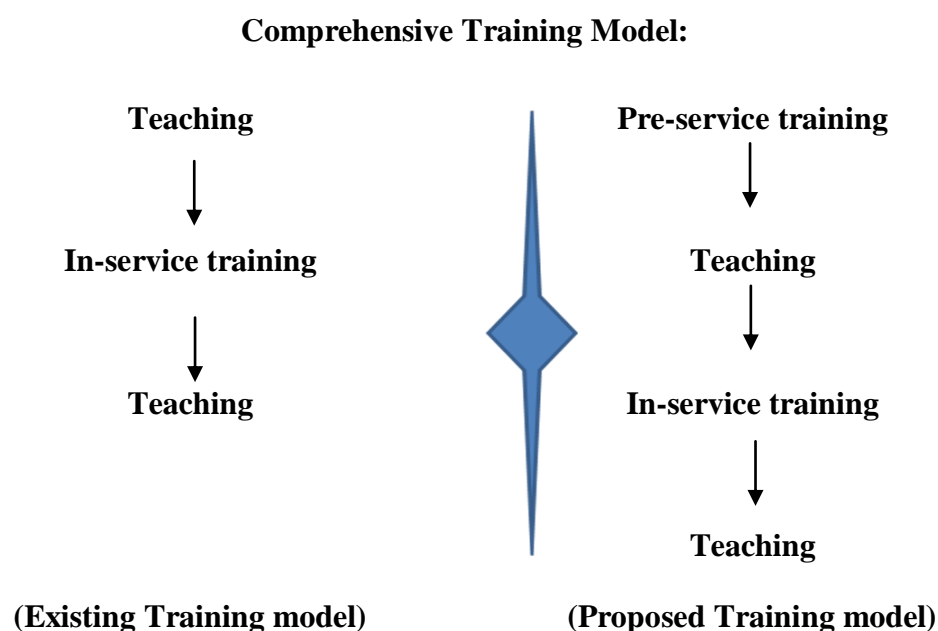 Comprehensive Training Model:
Teaching
In-service training
Teaching
(Existing Training model)
Pre-service training
Teaching
In-service training
Teaching
(Proposed Training model)